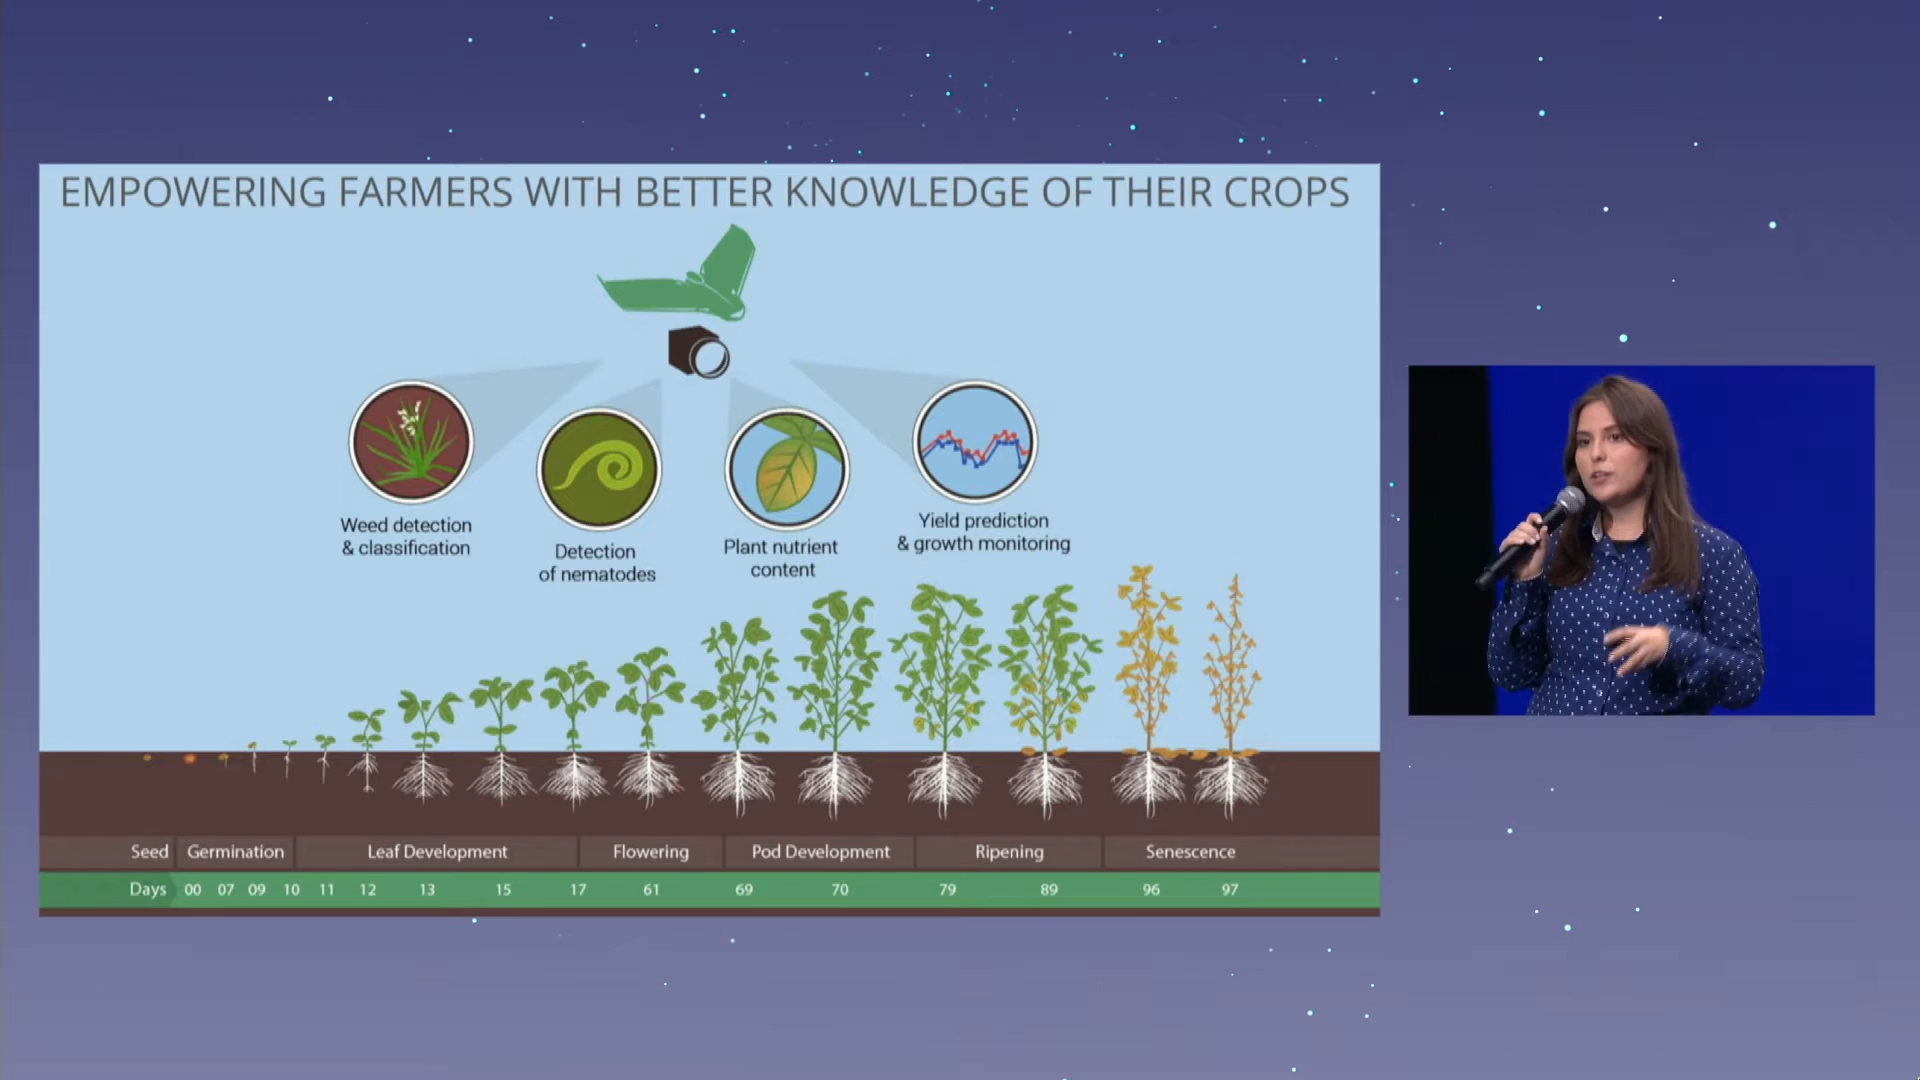 EMPOWERING FARMERS WITH BETTER KNOWLEDGE OF THEIR CROPS
Weed detection
& classification
Detection
of nematodes
Plant nutrient
content
Yield prediction
& growth monitoring
Seed Germination Leaf Development Flowering Pod Development Ripening Senescence
Days 00 07 09 10 11 12 13 15 17 61 69 70 79 89 96 97